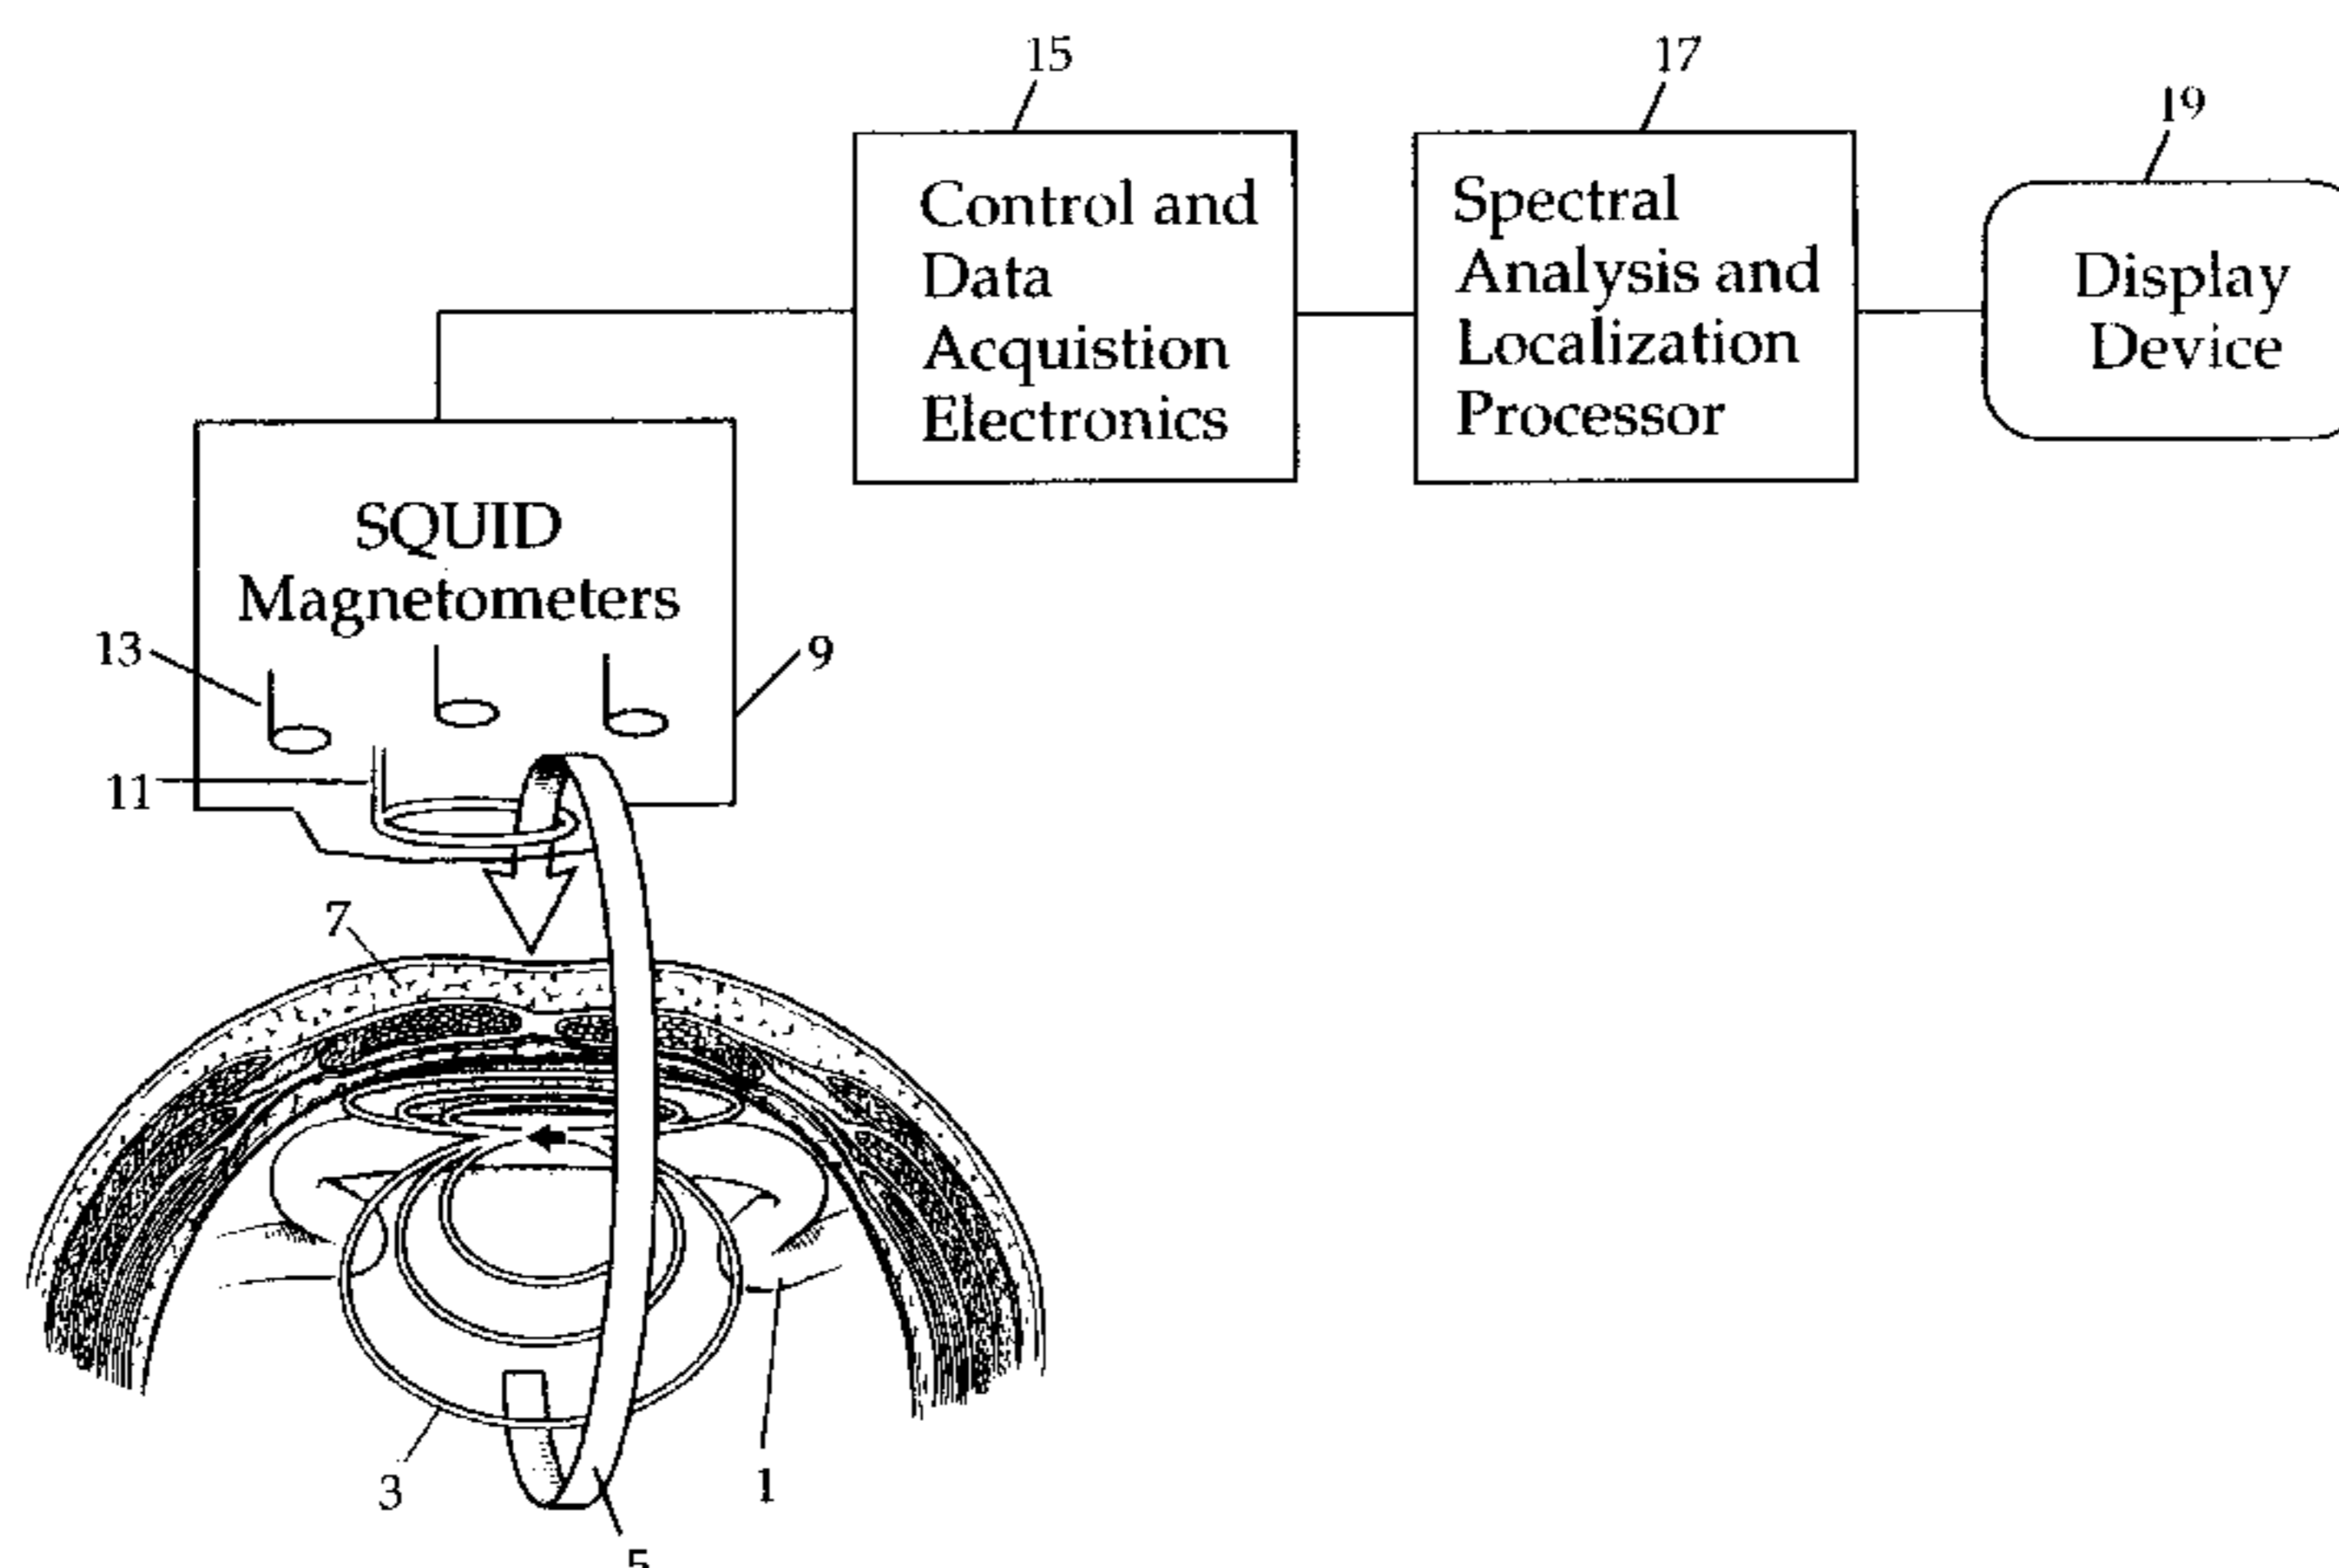 15
17
19
Control and
Data
Acquistion
Electronics
Spectral
Analysis and
Localization
Processor
Display
Device
SQUID
Magnetometers
13
9
11
7
3
1
5